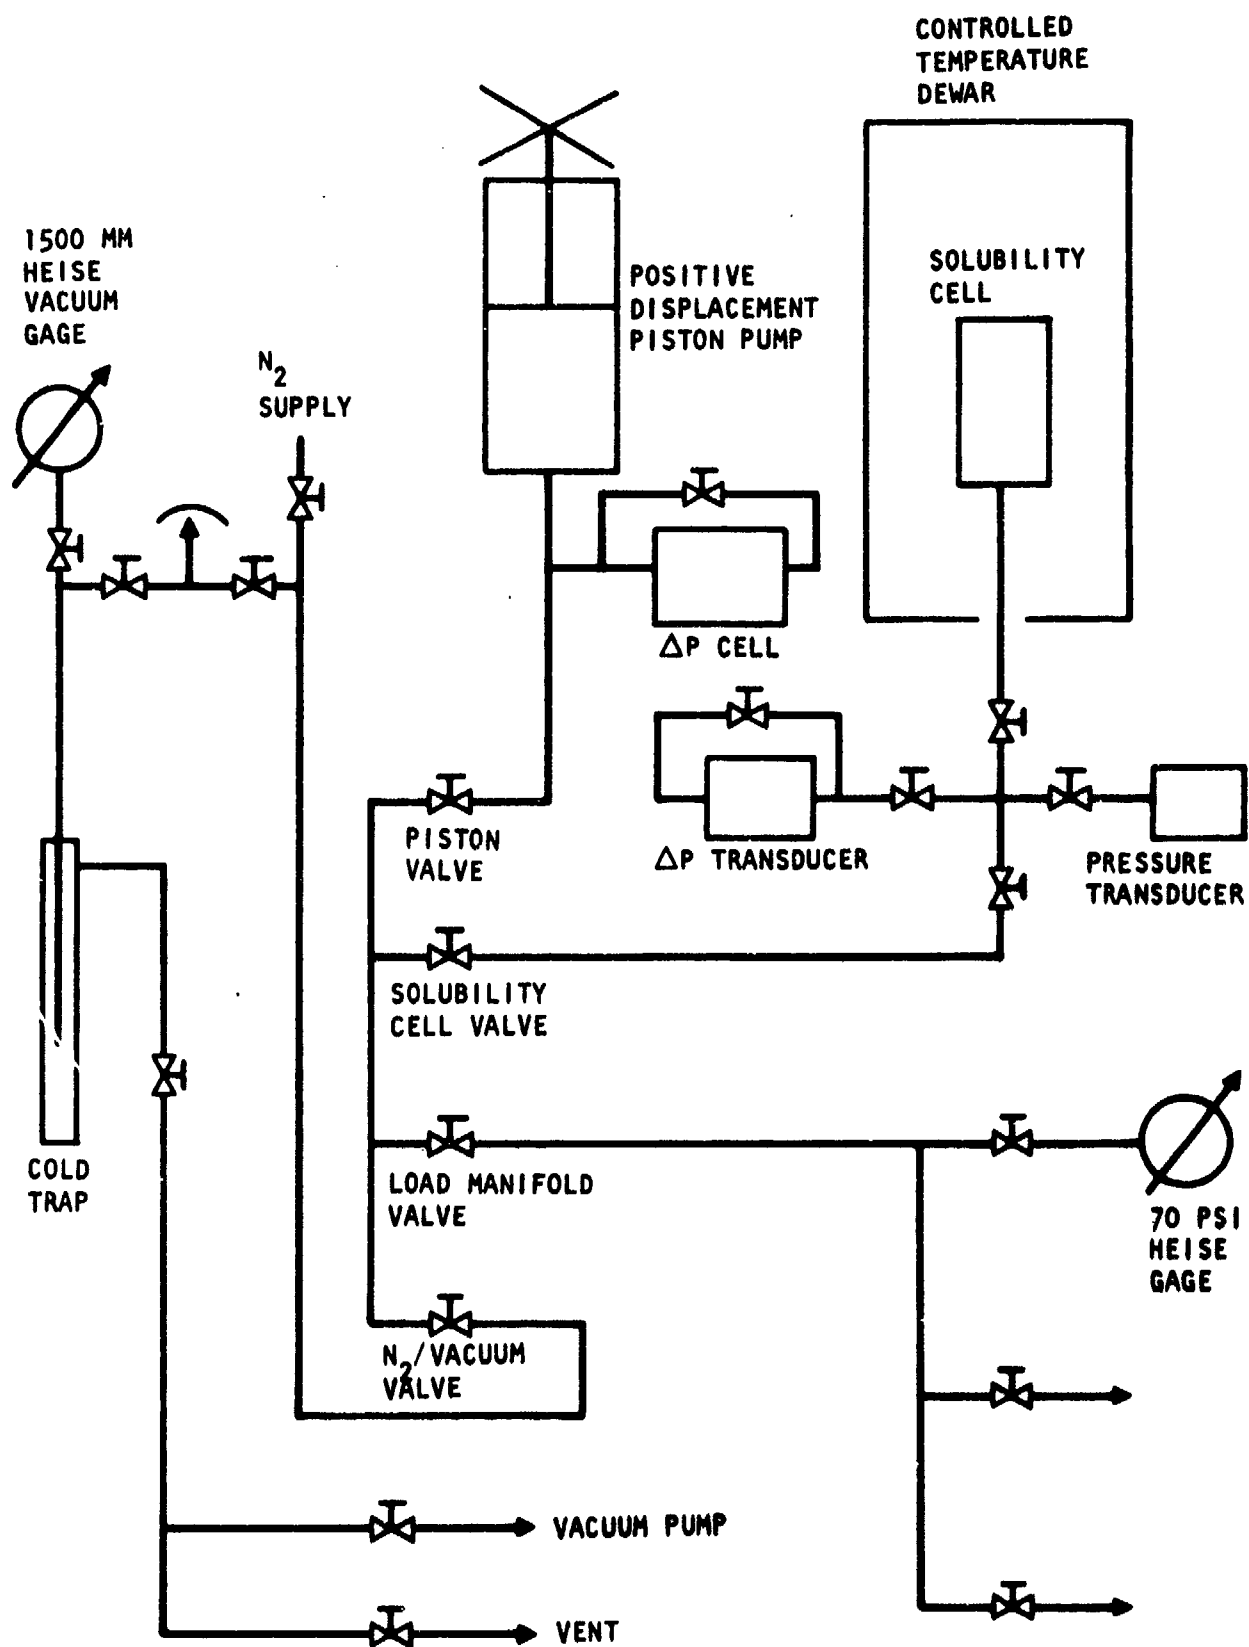 CONTROLLED
TEMPERATURE
DEWAR
1500 MM
HEISE
VACUUM
GAGE
N2
SUPPLY
POSITIVE
DISPLACEMENT
PISTON PUMP
SOLUBILITY
CELL
ΔP CELL
PISTON
VALVE
ΔP TRANSDUCER
PRESSURE
TRANSDUCER
SOLUBILITY
CELL VALVE
COLD
TRAP
LOAD MANIFOLD
VALVE
70 PSI
HEISE
GAGE
N2/VACUUM
VALVE
VACUUM PUMP
VENT